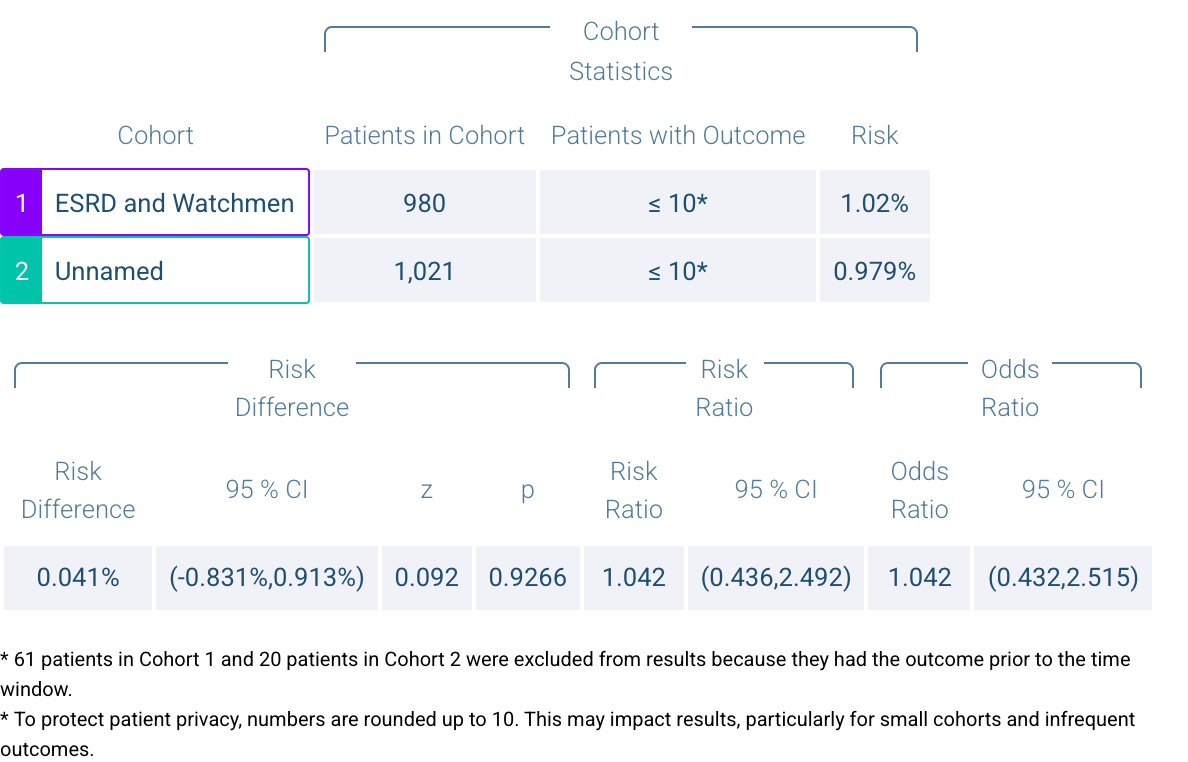 Cohort
Statistics
Cohort Patients in Cohort Patients with Outcome Risk
1 ESRD and Watchmen 980 ≤ 10* 1.02%
2 Unnamed 1,021 ≤ 10* 0.979%
Risk Risk Odds
Difference Ratio Ratio
Risk Risk Odds
95 % CI z p 95 % CI 95 % CI
Difference Ratio Ratio
0.041% (-0.831%,0.913%) 0.092 0.9266 1.042 (0.436,2.492) 1.042 (0.432,2.515)
* 61 patients in Cohort 1 and 20 patients in Cohort 2 were excluded from results because they had the outcome prior to the time
window.
* To protect patient privacy, numbers are rounded up to 10. This may impact results, particularly for small cohorts and infrequent
outcomes.